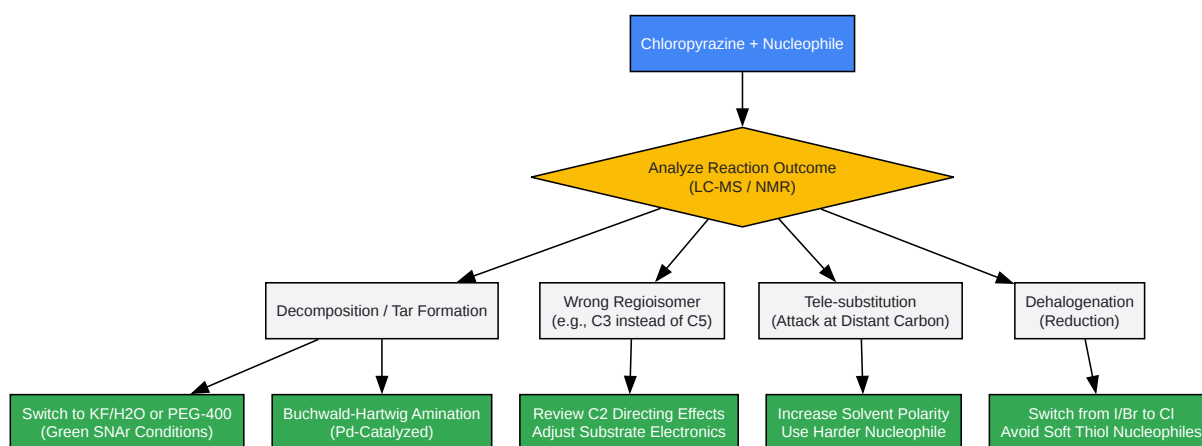 Chloropyrazine + Nucleophile
Analyze Reaction Outcome
(LC-MS / NMR)
Decomposition / Tar Formation
Wrong Regioisomer
(e.g., C3 instead of C5)
Tele-substitution
(Attack at Distant Carbon)
Dehalogenation
(Reduction)
Switch to KF/H2O or PEG-400
(Green SNAr Conditions)
Buchwald-Hartwig Amination
(Pd-Catalyzed)
Review C2 Directing Effects
Adjust Substrate Electronics
Increase Solvent Polarity
Use Harder Nucleophile
Switch from I/Br to Cl
Avoid Soft Thiol Nucleophiles